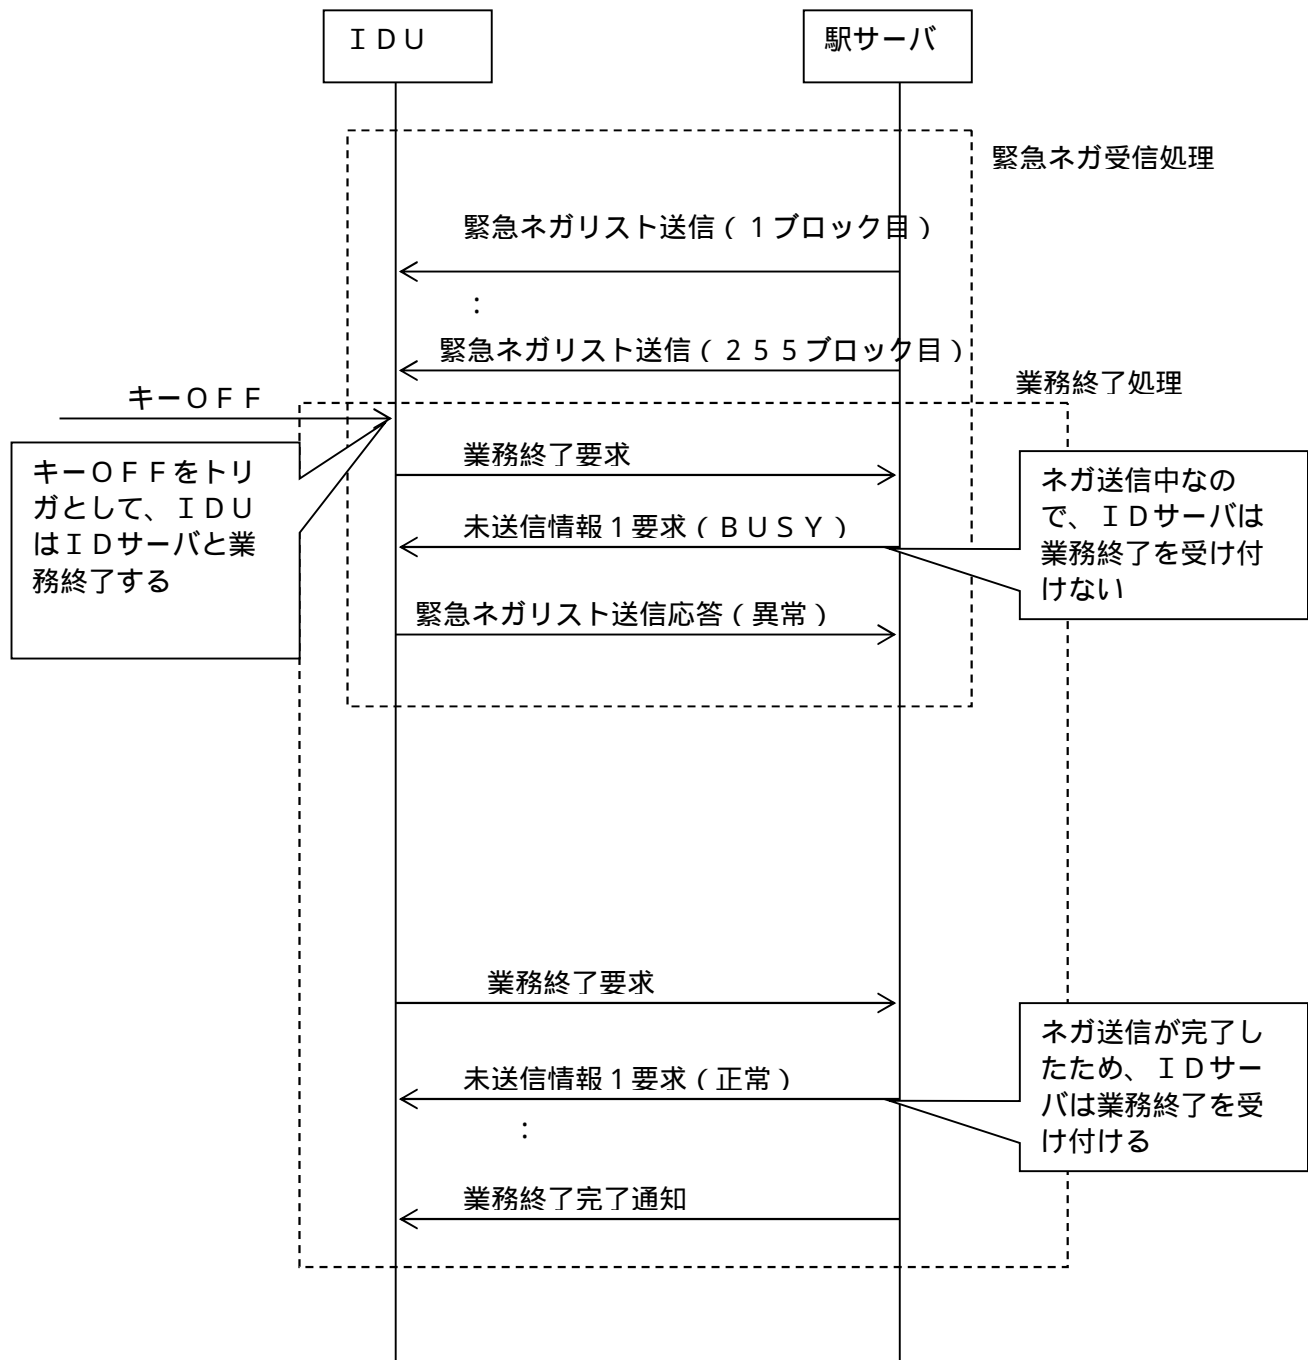 ＩＤＵ
駅サーバ
緊急ネガ受信処理
緊急ネガリスト送信（１ブロック目）
：
緊急ネガリスト送信（２５５ブロック目）
業務終了処理
キーＯＦＦ
キーＯＦＦをトリ
ガとして、ＩＤＵ
はＩＤサーバと業
務終了する
業務終了要求
未送信情報１要求（ＢＵＳＹ）
ネガ送信中なの
で、ＩＤサーバは
業務終了を受け付
けない
緊急ネガリスト送信応答（異常）
業務終了要求
未送信情報１要求（正常）
：
ネガ送信が完了し
たため、ＩＤサー
バは業務終了を受
け付ける
業務終了完了通知